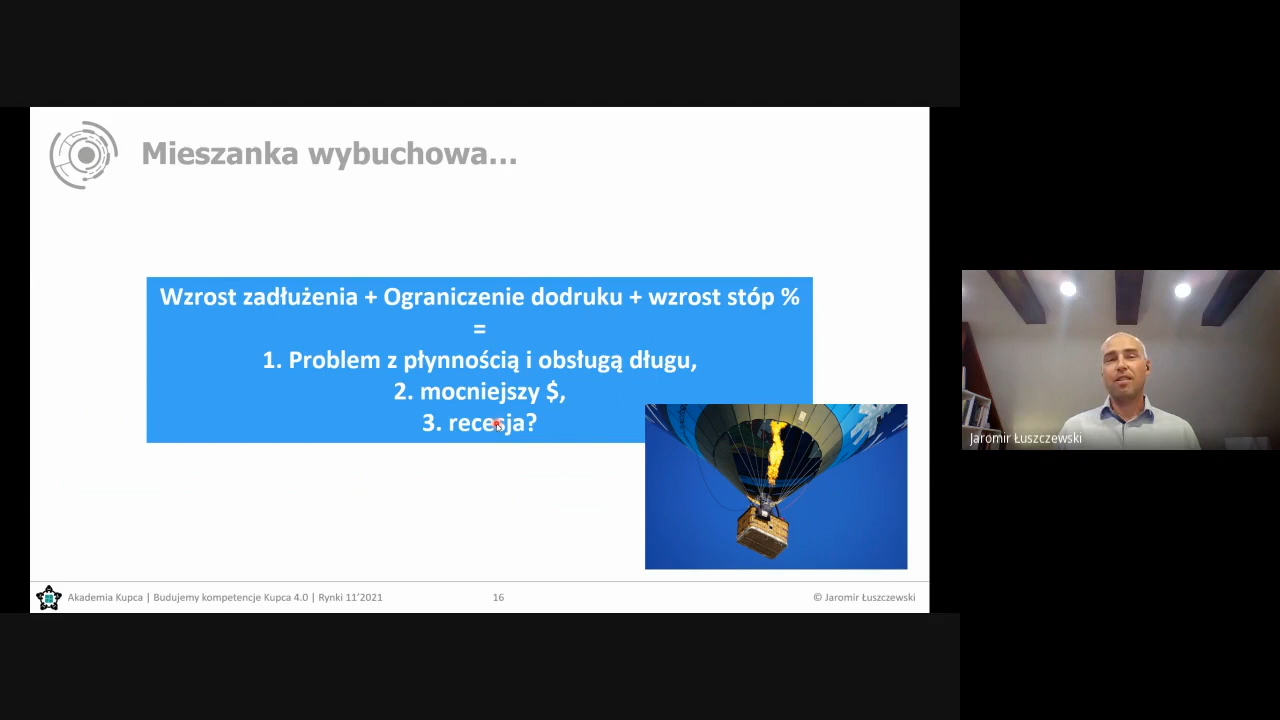 Mieszanka wybuchowa...
Wzrost zadłużenia + Ograniczenie dodruku + wzrost stóp %
=
1. Problem z płynnością i obsługą długu,
2. mocniejszy $,
3. recesja?
Jaromir Łuszczewski
Akademia Kupca | Budujemy kompetencje Kupca 4.0 | Rynki 11’2021
16
© Jaromir Łuszczewski